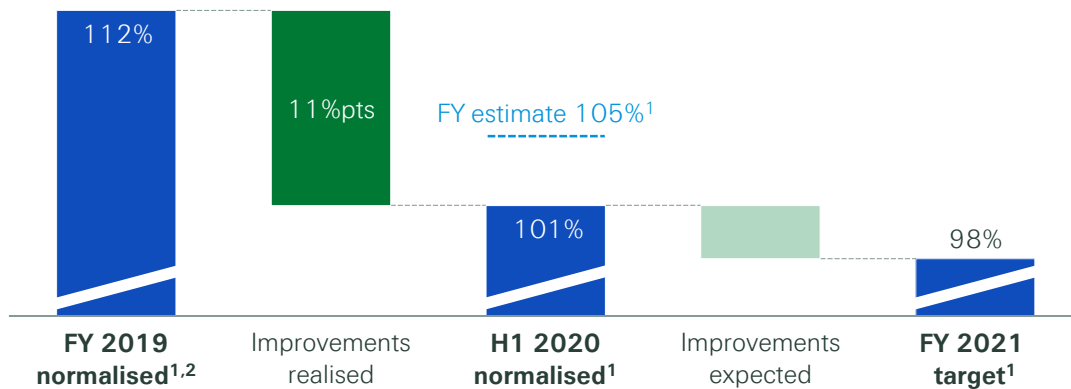 112%
11%pts
FY estimate 105%¹
101%
98%
FY 2019
normalised¹,²
Improvements
realised
H1 2020
normalised¹
Improvements
expected
FY 2021
target¹